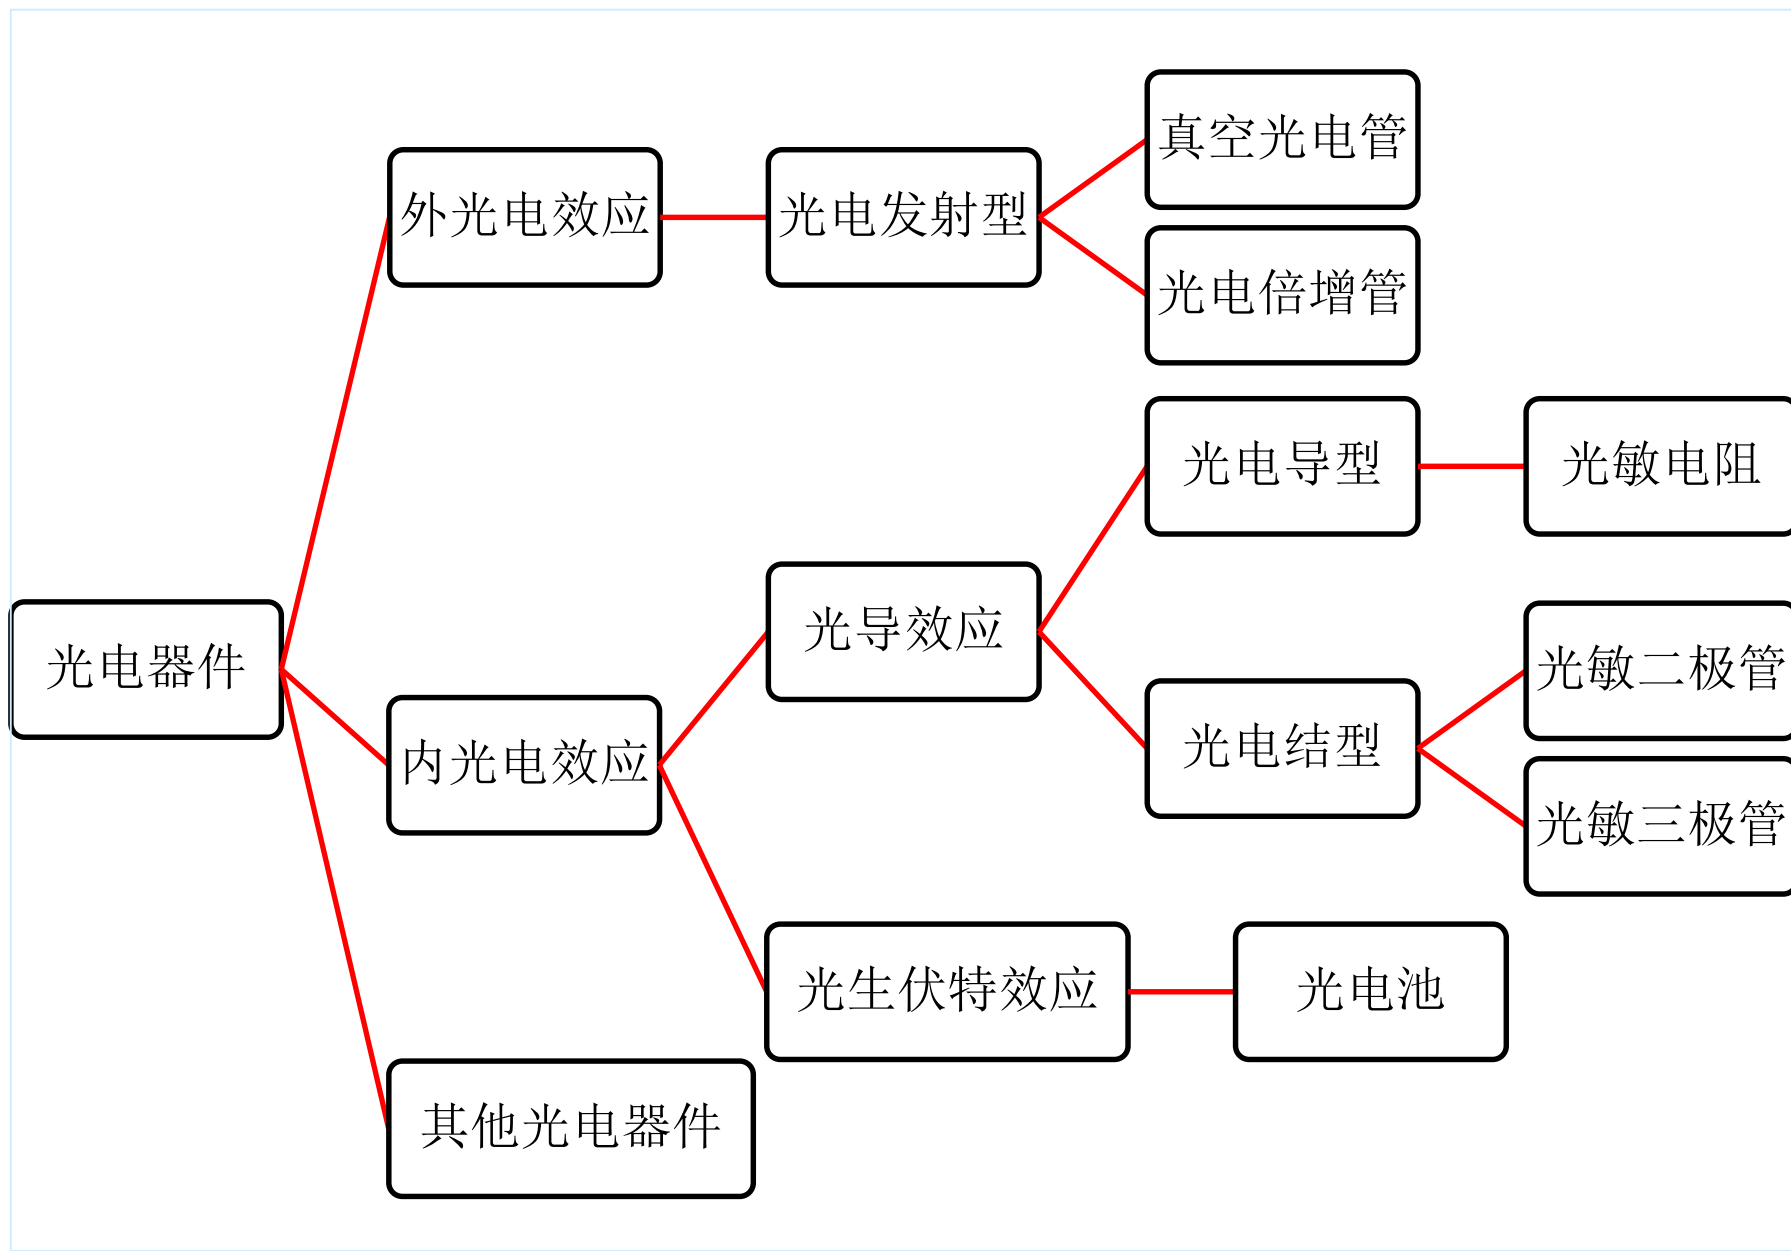 光电器件
外光电效应
光电发射型
真空光电管
光电倍增管
内光电效应
光导效应
光电导型
光敏电阻
光电结型
光敏二极管
光敏三极管
光生伏特效应
光电池
其他光电器件